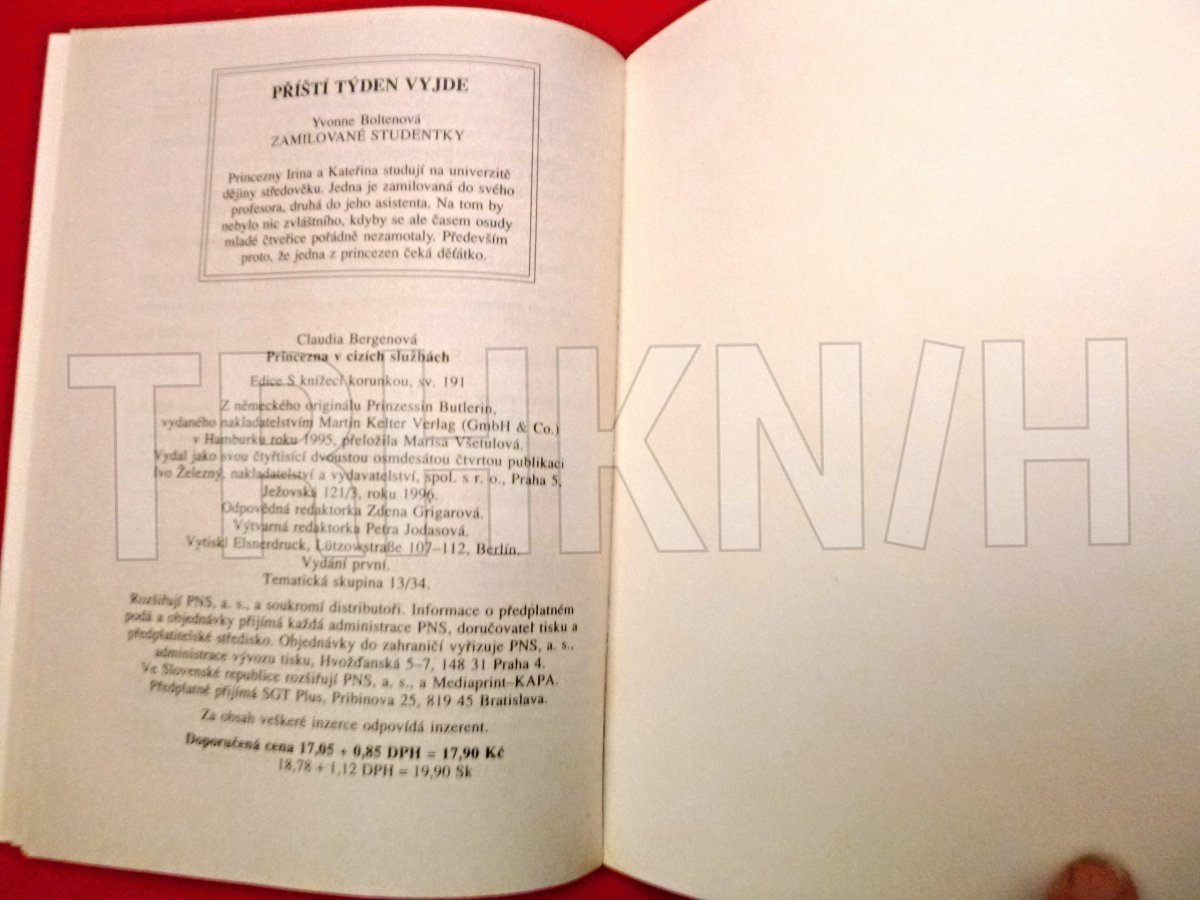 PŘÍŠTÍ TÝDEN VYJDE
Yvonne Boltenová
ZAMILOVANÉ STUDENTKY
Princezny Irina a Kateřina studují na univerzitě
dějiny středověku. Jedna je zamilovaná do svého
profesora, druhá do jeho asistenta. Na tom by
nebylo nic zvláštního, kdyby se ale časem osudy
mladé čtveřice pořádně nezamotaly. Především
proto, že jedna z princezen čeká děťátko.
Claudia Bergenová
Princezna v cizích službách
Edice S knížecí korunkou, sv. 191
Z německého originálu Prinzessin Butlerin,
vydaného nakladatelstvím Martin Kelter Verlag (GmbH & Co.)
v Hamburku roku 1995, přeložila Marisa Všetulová.
Vydal jako svou čtyřtisící dvoustou osmdesátou čtvrtou publikaci
Ivo Železný, nakladatelství a vydavatelství, spol. s r. o., Praha 5,
Ježovská 121/3, roku 1996.
Odpovědná redaktorka Zdena Grigarová.
Výtvarná redaktorka Petra Jodasová.
Vytiskl Elsnerdruck, Lützowstraße 107–112, Berlín.
Vydání první.
Tematická skupina 13/34.
Rozšiřují PNS, a. s., a soukromí distributoři. Informace o předplatném
podá a objednávky přijímá každá administrace PNS, doručovatel tisku a
předplatitelské středisko. Objednávky do zahraničí vyřizuje PNS, a. s.,
administrace vývozu tisku, Hvožďanská 5–7, 148 31 Praha 4.
Ve Slovenské republice rozšiřují PNS, a. s., a Mediaprint–KAPA.
Předplatné přijímá SGT Plus, Pribinova 25, 819 45 Bratislava.
Za obsah veškeré inzerce odpovídá inzerent.
Doporučená cena 17,05 + 0,85 DPH = 17,90 Kč
18,78 + 1,12 DPH = 19,90 Sk